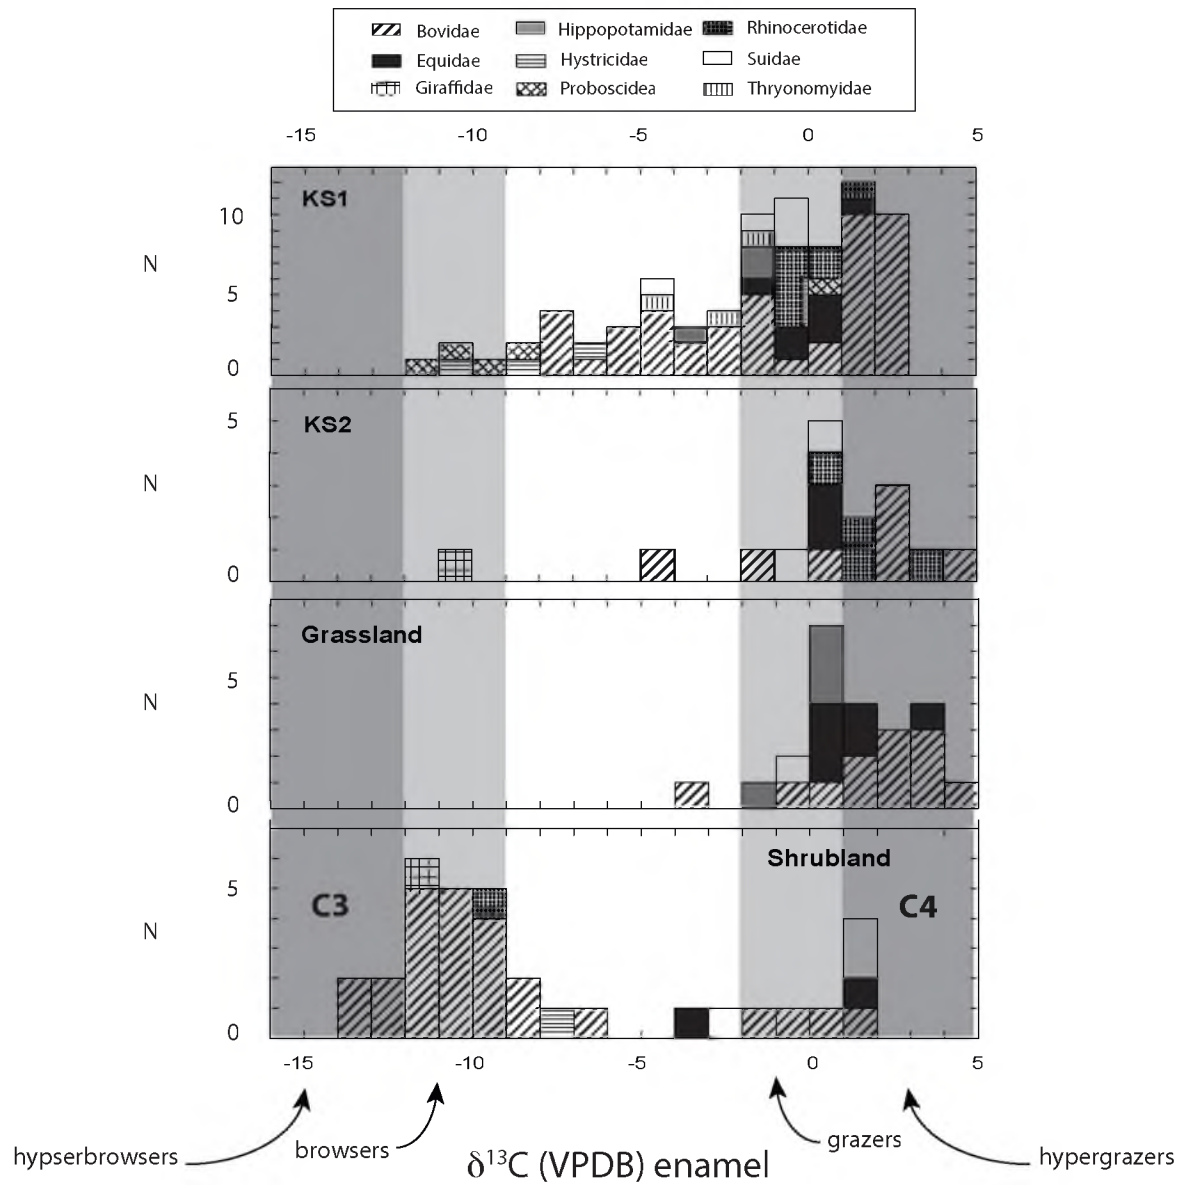 Bovidae Hippopotamidae Rhinocerotidae
Equidae Hystricidae Suidae
Giraffidae Proboscidea Thryonomyidae
-15 -10 -5 0 5
KS1
10
N
5
0
KS2
5
N
0
Grassland
5
N
0
Shrubland
5
C3 C4
N
0
-15 -10 -5 0 5
hypserbrowsers browsers grazers hypergrazers
δ¹³C (VPDB) enamel